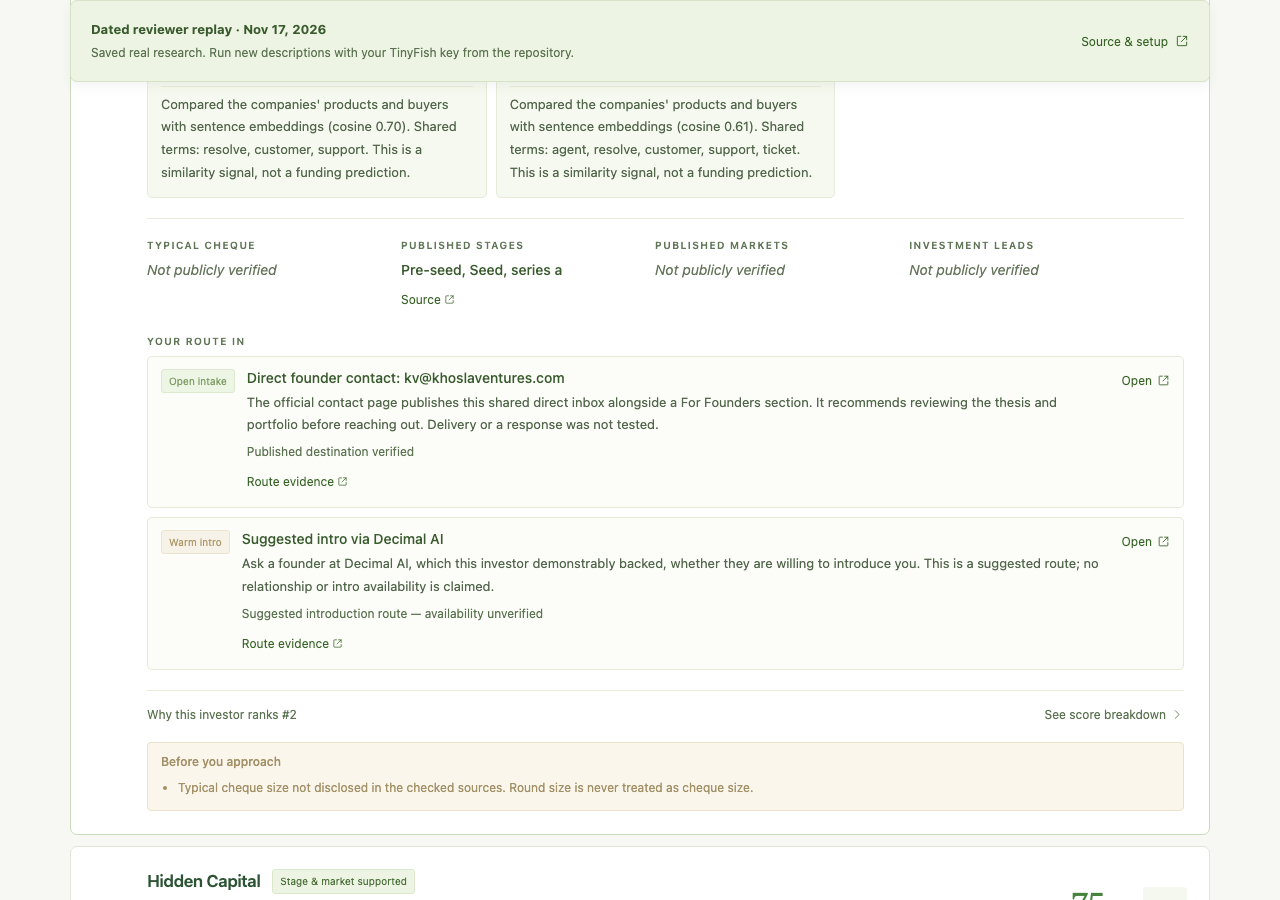 Dated reviewer replay · Nov 17, 2026
Saved real research. Run new descriptions with your TinyFish key from the repository.
Source & setup
Compared the companies' products and buyers
with sentence embeddings (cosine 0.70). Shared
terms: resolve, customer, support. This is a
similarity signal, not a funding prediction.
Compared the companies' products and buyers
with sentence embeddings (cosine 0.61). Shared
terms: agent, resolve, customer, support, ticket.
This is a similarity signal, not a funding prediction.
TYPICAL CHEQUE
Not publicly verified
PUBLISHED STAGES
Pre-seed, Seed, series a
Source
PUBLISHED MARKETS
Not publicly verified
INVESTMENT LEADS
Not publicly verified
YOUR ROUTE IN
Open intake
Direct founder contact: kv@khoslaventures.com
Open
The official contact page publishes this shared direct inbox alongside a For Founders section. It recommends reviewing the thesis and
portfolio before reaching out. Delivery or a response was not tested.
Published destination verified
Route evidence
Warm intro
Suggested intro via Decimal AI
Open
Ask a founder at Decimal AI, which this investor demonstrably backed, whether they are willing to introduce you. This is a suggested route; no
relationship or intro availability is claimed.
Suggested introduction route — availability unverified
Route evidence
Why this investor ranks #2
See score breakdown
Before you approach
• Typical cheque size not disclosed in the checked sources. Round size is never treated as cheque size.
Hidden Capital
Stage & market supported
75